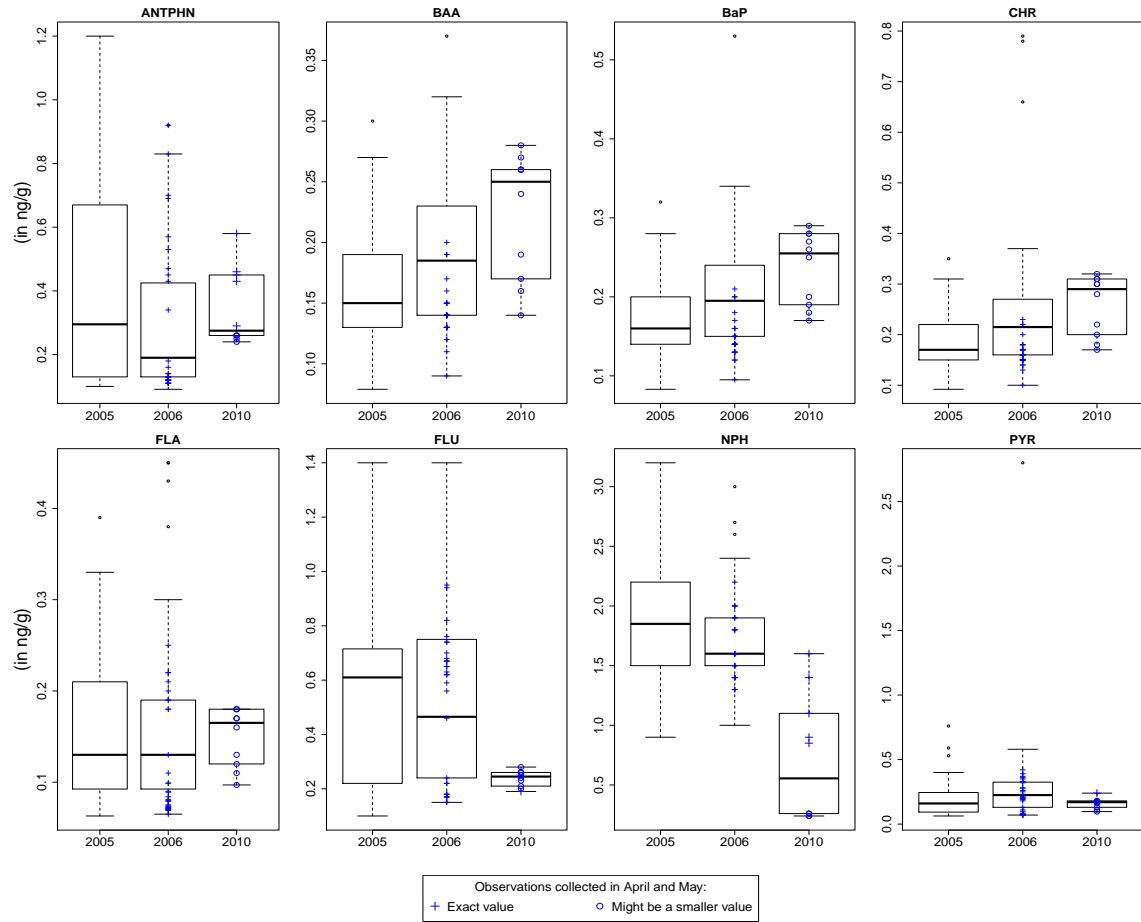 ANTPHN BAA BaP CHR
(in ng/g)
0.2 0.4 0.6 0.8 1.0 1.2
2005 2006 2010
0.10 0.15 0.20 0.25 0.30 0.35
2005 2006 2010
0.1 0.2 0.3 0.4 0.5
2005 2006 2010
0.1 0.2 0.3 0.4 0.5 0.6 0.7 0.8
2005 2006 2010
FLA FLU NPH PYR
(in ng/g)
0.1 0.2 0.3 0.4
2005 2006 2010
0.2 0.4 0.6 0.8 1.0 1.2 1.4
2005 2006 2010
0.5 1.0 1.5 2.0 2.5 3.0
2005 2006 2010
0.0 0.5 1.0 1.5 2.0 2.5
2005 2006 2010
Observations collected in April and May:
Exact value Might be a smaller value